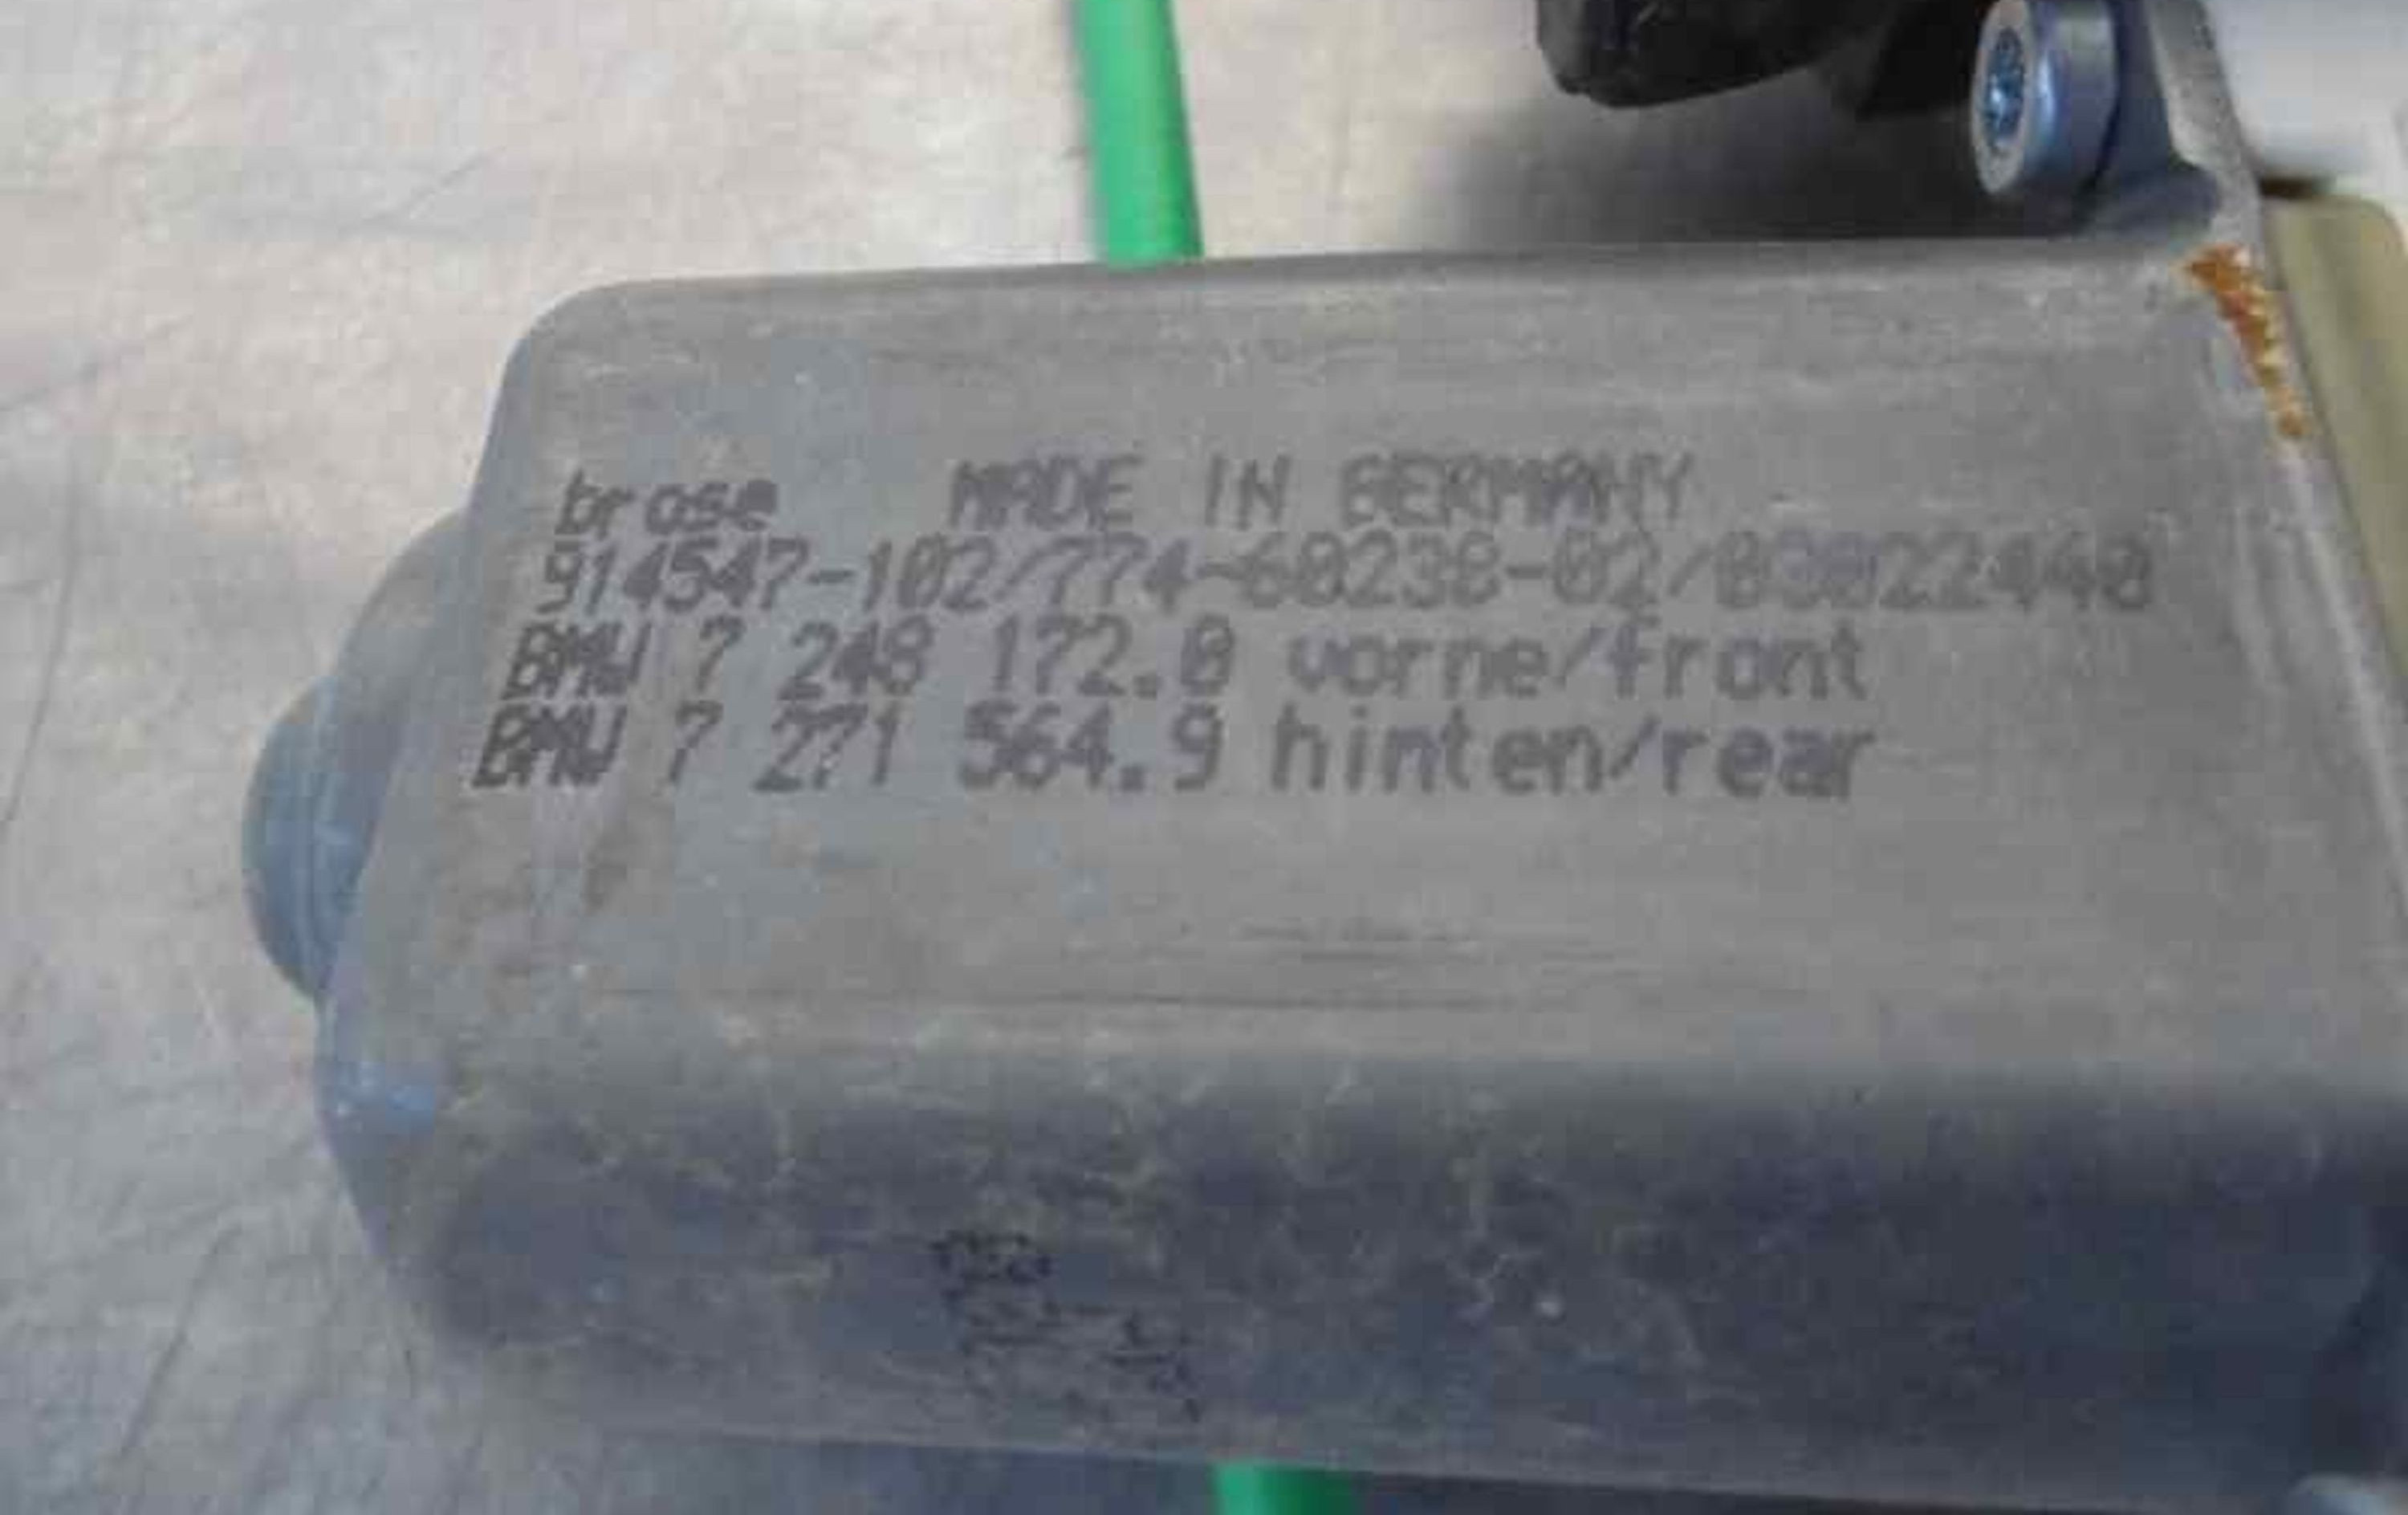 brose MADE IN GERMANY
914547-102/774-60238-02/03022440
BMW 7 248 172.0 vorne/front
BMW 7 271 564.9 hinten/rear